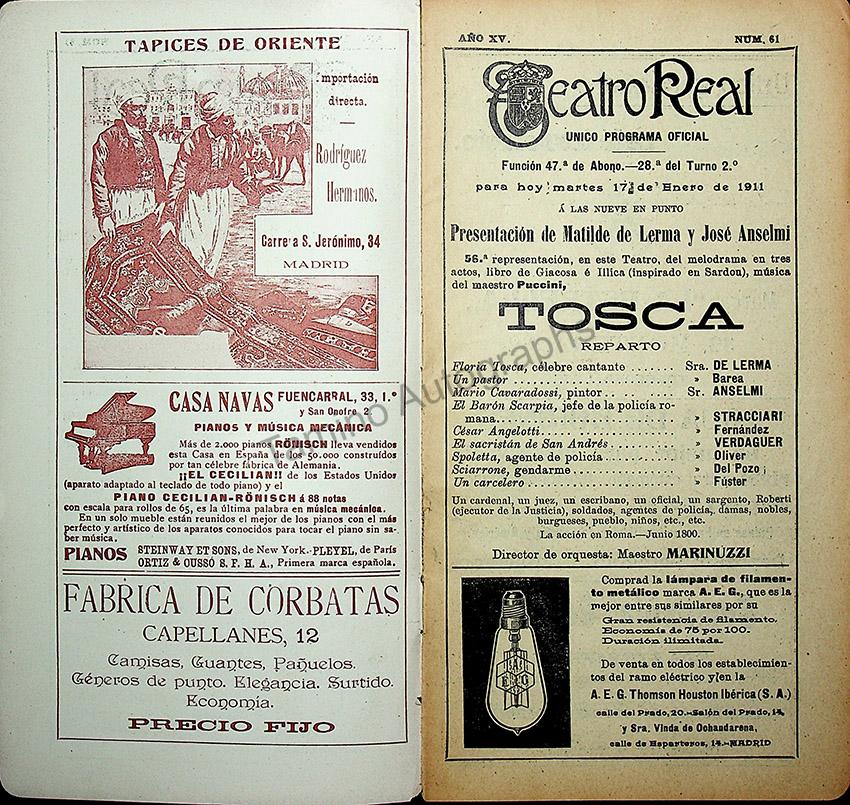 TAPICES DE ORIENTE
Importación
directa.
Rodríguez
Hermnos.
Carrera S. Jerónimo, 34
MADRID
CASA NAVAS FUENCARRAL, 33, 1.º
y San Onofre, 2
PIANOS Y MÚSICA MECÁNICA
Más de 2.000 pianos RÖNISCH lleva vendidos
esta Casa en España de los 50.000 construídos
por tan célebre fábrica de Alemania.
¡¡EL CECILIAN!! de los Estados Unidos
(aparato adaptado al teclado de todo piano) y el
PIANO CECILIAN-RÖNISCH á 88 notas
con escala para rollos de 65, es la última palabra en música mecánica.
En un solo mueble están reunidos el mejor de los pianos con el más
perfecto y artístico de los aparatos conocidos para tocar el piano sin sa-
ber música.
PIANOS STEINWAY ET SONS, de New York.-PLEYEL, de París
ORTIZ & CUSSÓ S. F. H. A., Primera marca española.
FABRICA DE CORBATAS
CAPELLANES, 12
Camisas, Guantes, Pañuelos.
Géneros de punto. Elegancia. Surtido.
Economía.
PRECIO FIJO
AÑO XV. NUM. 61
Teatro Real
UNICO PROGRAMA OFICIAL
Función 47.ª de Abono.—28.ª del Turno 2.º
para hoy martes 17 de Enero de 1911
Á LAS NUEVE EN PUNTO
Presentación de Matilde de Lerma y José Anselmi
56.ª representación, en este Teatro, del melodrama en tres
actos, libro de Giacosa é Illica (inspirado en Sardou), música
del maestro Puccini,
TOSCA
REPARTO
Floria Tosca, célebre cantante ....... Sra. DE LERMA
Un pastor ....... » Barea
Mario Cavaradossi, pintor ....... Sr. ANSELMI
El Barón Scarpia, jefe de la policía ro-
mana ....... » STRACCIARI
César Angelotti ....... » Fernández
El sacristán de San Andrés ....... » VERDAGUER
Spoletta, agente de policía ....... » Oliver
Sciarrone, gendarme ....... » Del Pozo
Un carcelero ....... » Fúster
Un cardenal, un juez, un escribano, un oficial, un sargento, Roberti
(ejecutor de la Justicia), soldados, agentes de policía, damas, nobles,
burgueses, pueblo, niños, etc., etc.
La acción en Roma.—Junio 1800.
Director de orquesta: Maestro MARINUZZI
Comprad la lámpara de filamen-
to metálico marca A. E. G., que es la
mejor entre sus similares por su
Gran resistencia de filamento.
Economía de 75 por 100.
Duración ilimitada.
De venta en todos los establecimien-
tos del ramo eléctrico y en la
A. E. G. Thomson Houston Ibérica (S. A.)
calle del Prado, 20.-Salón del Prado, 14,
y Sra. Vinda de Ochandarena,
calle de Esparteros, 14.-MADRID
Tamino Autographs